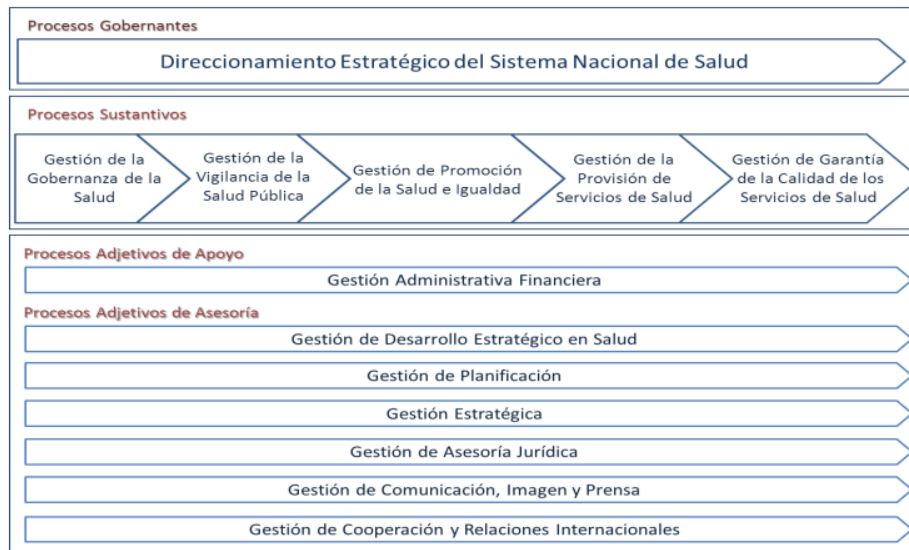 Procesos Gobernantes
Direccionamiento Estratégico del Sistema Nacional de Salud
Procesos Sustantivos
Gestión de la
Gobernanza de la
Salud
Gestión de la
Vigilancia de la
Salud Pública
Gestión de Promoción
de la Salud e Igualdad
Gestión de la
Provisión de
Servicios de Salud
Gestión de Garantía
de la Calidad de los
Servicios de Salud
Procesos Adjetivos de Apoyo
Gestión Administrativa Financiera
Procesos Adjetivos de Asesoría
Gestión de Desarrollo Estratégico en Salud
Gestión de Planificación
Gestión Estratégica
Gestión de Asesoría Jurídica
Gestión de Comunicación, Imagen y Prensa
Gestión de Cooperación y Relaciones Internacionales